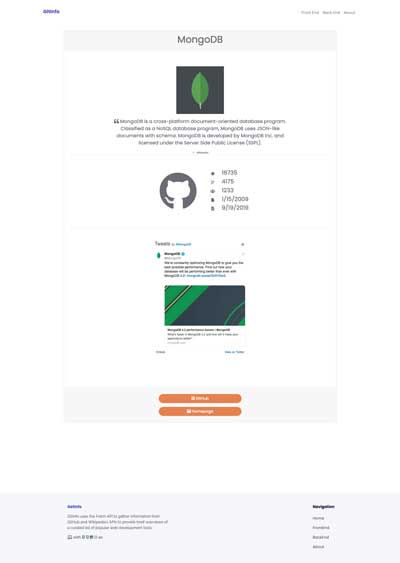 GitInfo
Front End Back End About
MongoDB
❝ MongoDB is a cross-platform document-oriented database program.
Classified as a NoSQL database program, MongoDB uses JSON-like
documents with schema. MongoDB is developed by MongoDB Inc. and
licensed under the Server Side Public License (SSPL).
— Wikipedia
16735
4175
1233
1/15/2009
9/19/2019
Tweets by @MongoDB
MongoDB
@MongoDB
We're constantly optimizing MongoDB to give you the
best possible performance. Find out how your
database will be performing better than ever with
MongoDB 4.2:
MongoDB 4.2 performance boosts | MongoDB
What's faster in MongoDB 4.2 and how will it make your
applications better?
mongodb.com
Embed View on Twitter
GitHub
Homepage
GitInfo
GitInfo uses the Fetch API to gather information from
GitHub and Wikipedia's APIs to provide brief overviews of
a curated list of popular web development tools.
with
Navigation
Home
FrontEnd
BackEnd
About